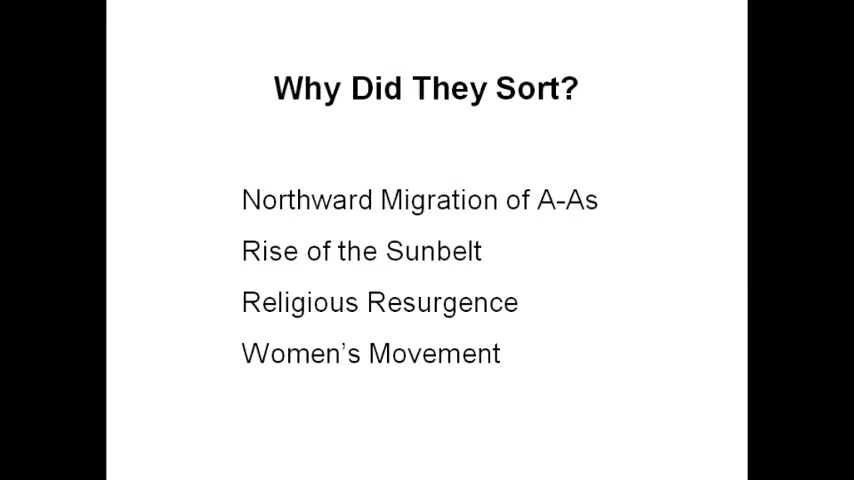 Why Did They Sort?
Northward Migration of A-As
Rise of the Sunbelt
Religious Resurgence
Women’s Movement